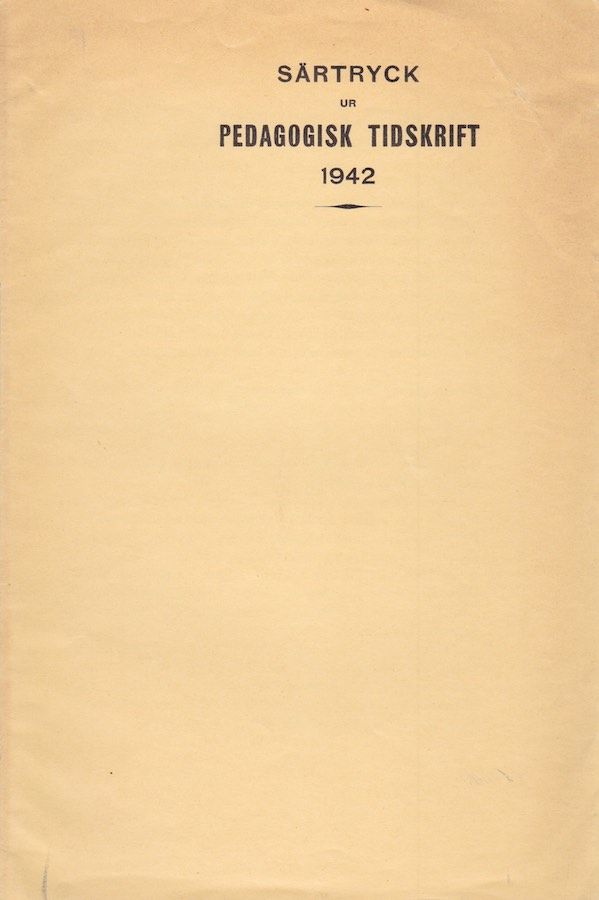 SÄRTRYCK
UR
PEDAGOGISK TIDSKRIFT
1942